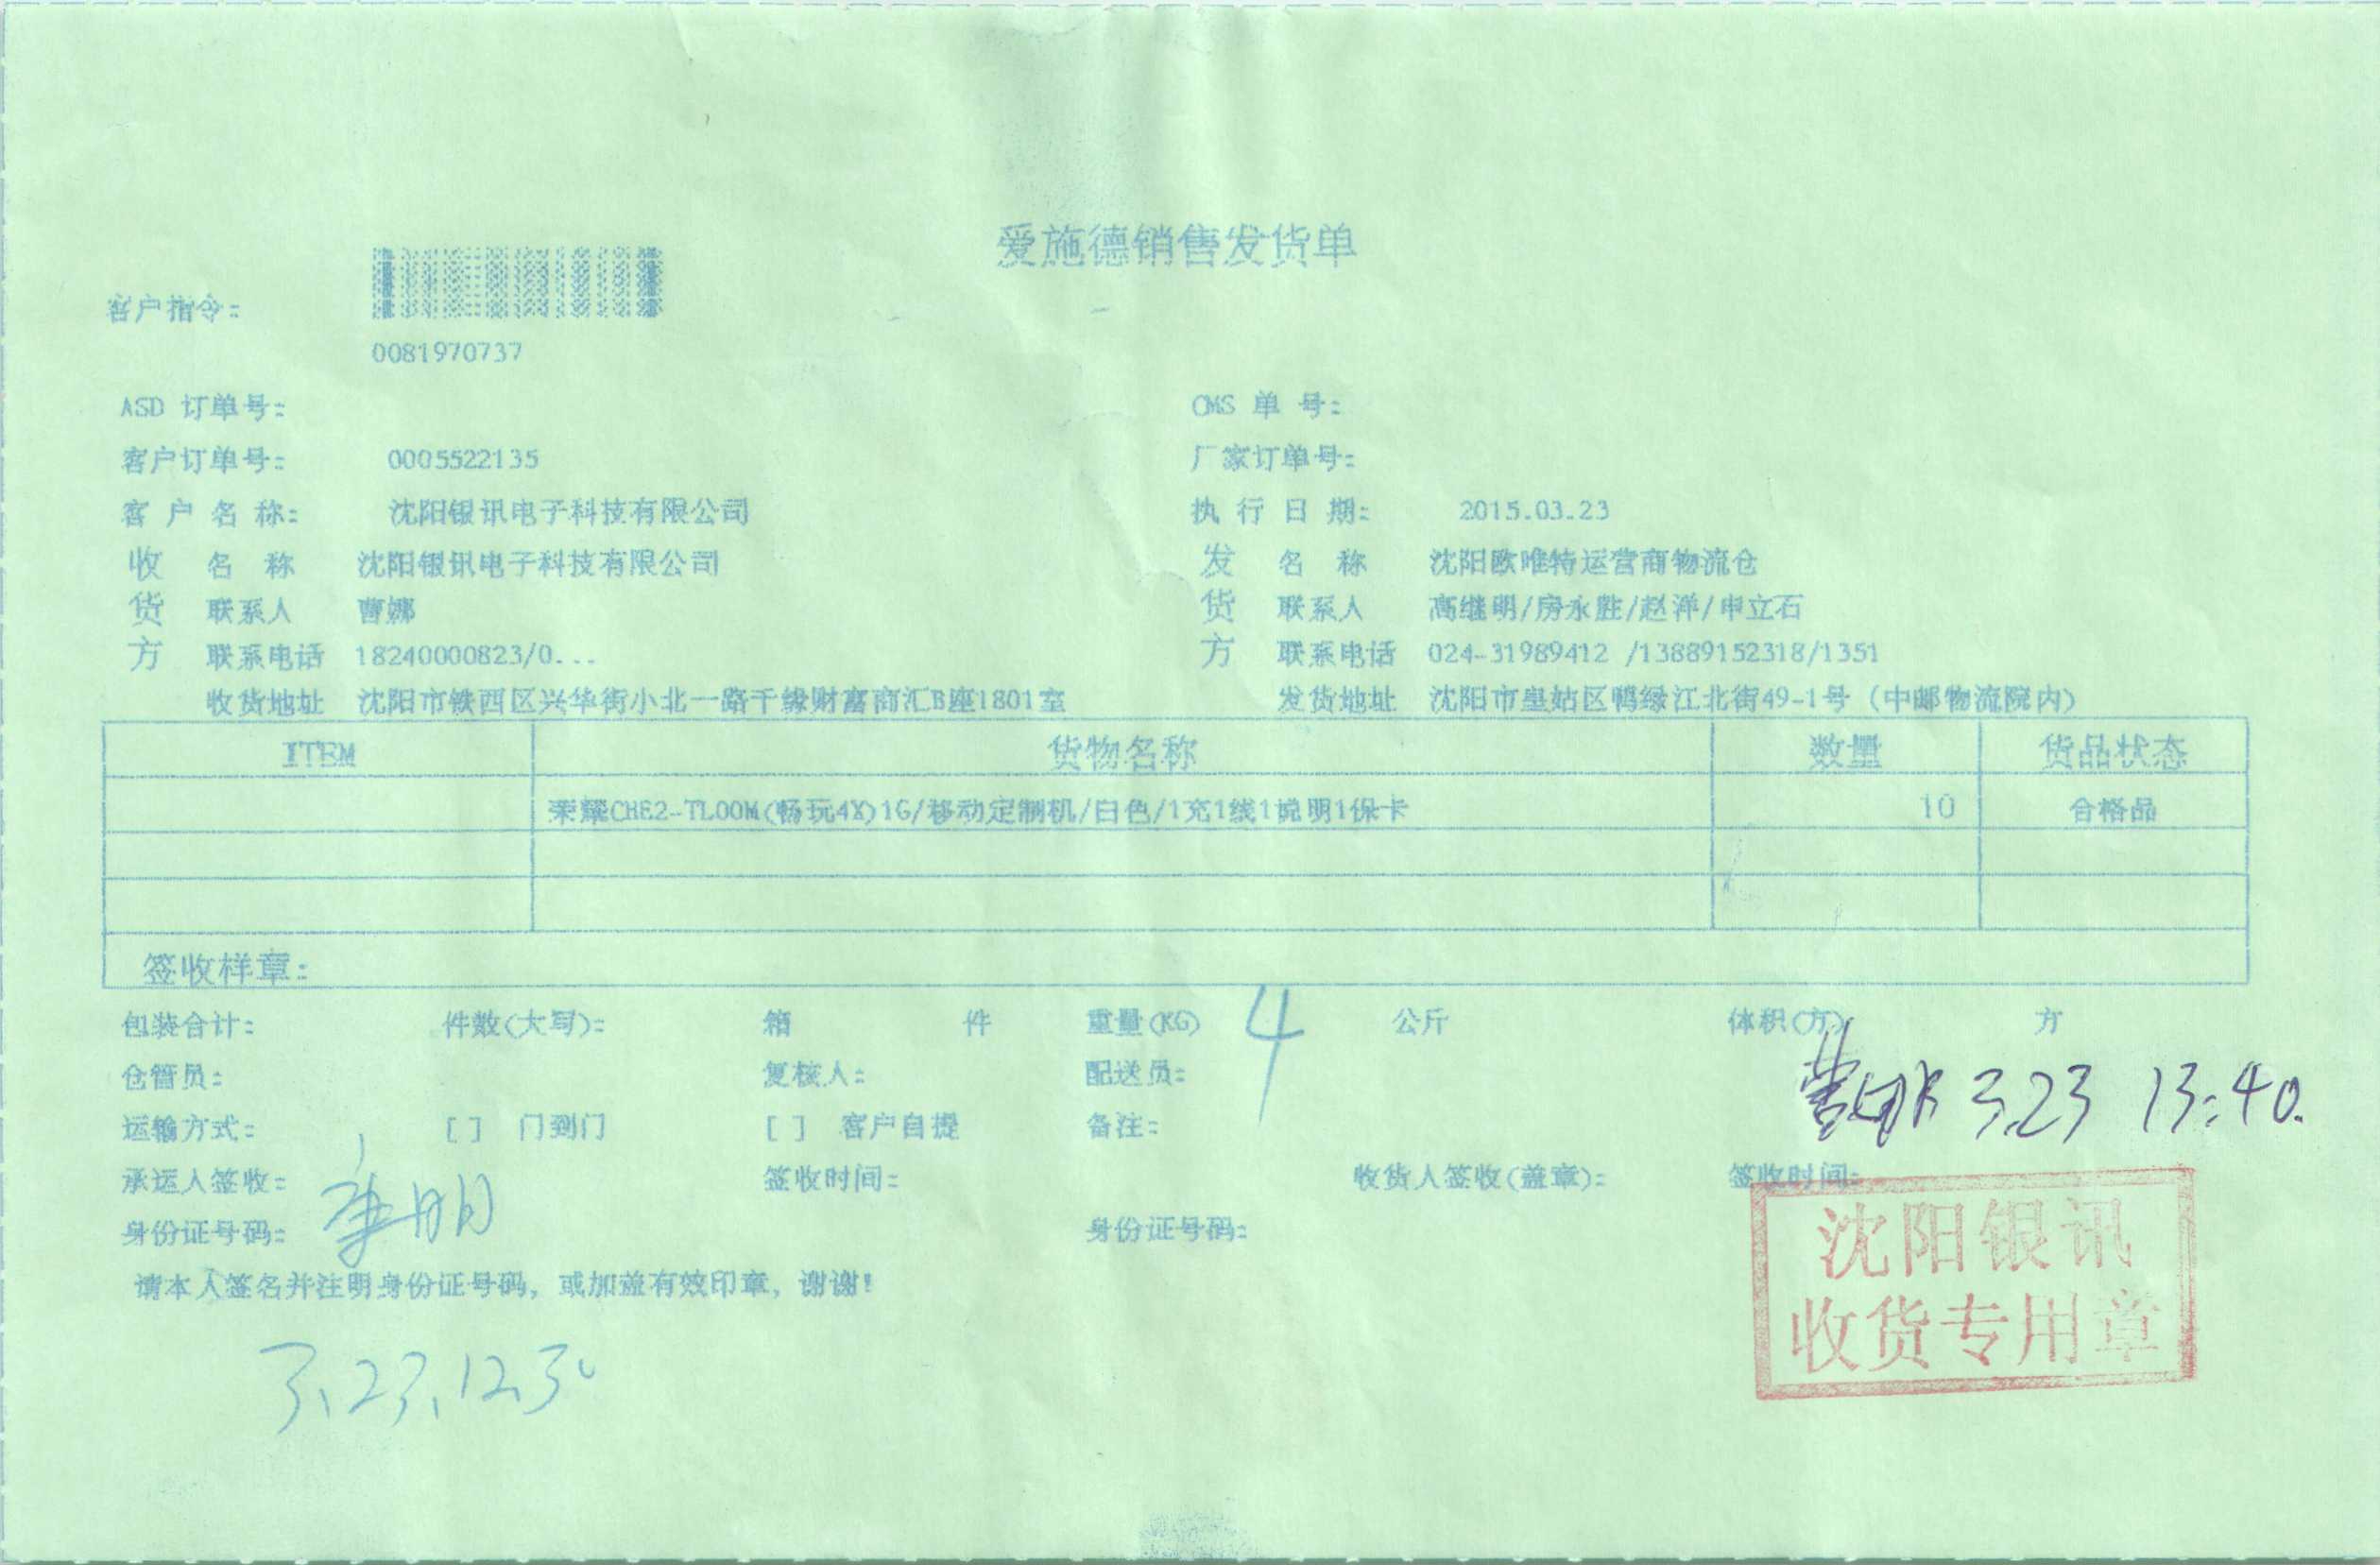 爱施德销售发货单
客户指令:
0081970737
ASD 订单号: OMS 单 号:
客户订单号: 0005522135 厂家订单号:
客 户 名 称: 沈阳银讯电子科技有限公司 执 行 日 期: 2015.03.23
收 名 称 沈阳银讯电子科技有限公司 发 名 称 沈阳欧唯特运营商物流仓
货 联系人 曹娜 货 联系人 高继明/房永胜/赵洋/申立石
方 联系电话 18240000823/0... 方 联系电话 024-31989412 /13889152318/1351
收货地址 沈阳市铁西区兴华街小北一路千缘财富商汇B座1801室 发货地址 沈阳市皇姑区鸭绿江北街49-1号 (中邮物流院内)
ITEM 货物名称 数量 货品状态
荣耀CHE2-TL00M(畅玩4X)1G/移动定制机/白色/1充1线1说明1保卡 10 合格品
签收样章:
包装合计: 件数(大写): 箱 件 重量(KG) 4 公斤 体积(方) 方
仓管员: 复核人: 配送员:
3.23 13:40.
运输方式: [ ] 门到门 [ ] 客户自提 备注:
承运人签收: 签收时间: 收货人签收(盖章): 签收时间:
身份证号码: 身份证号码:
请本人签名并注明身份证号码, 或加盖有效印章, 谢谢!
沈阳银讯
收货专用章
3.23.12.30